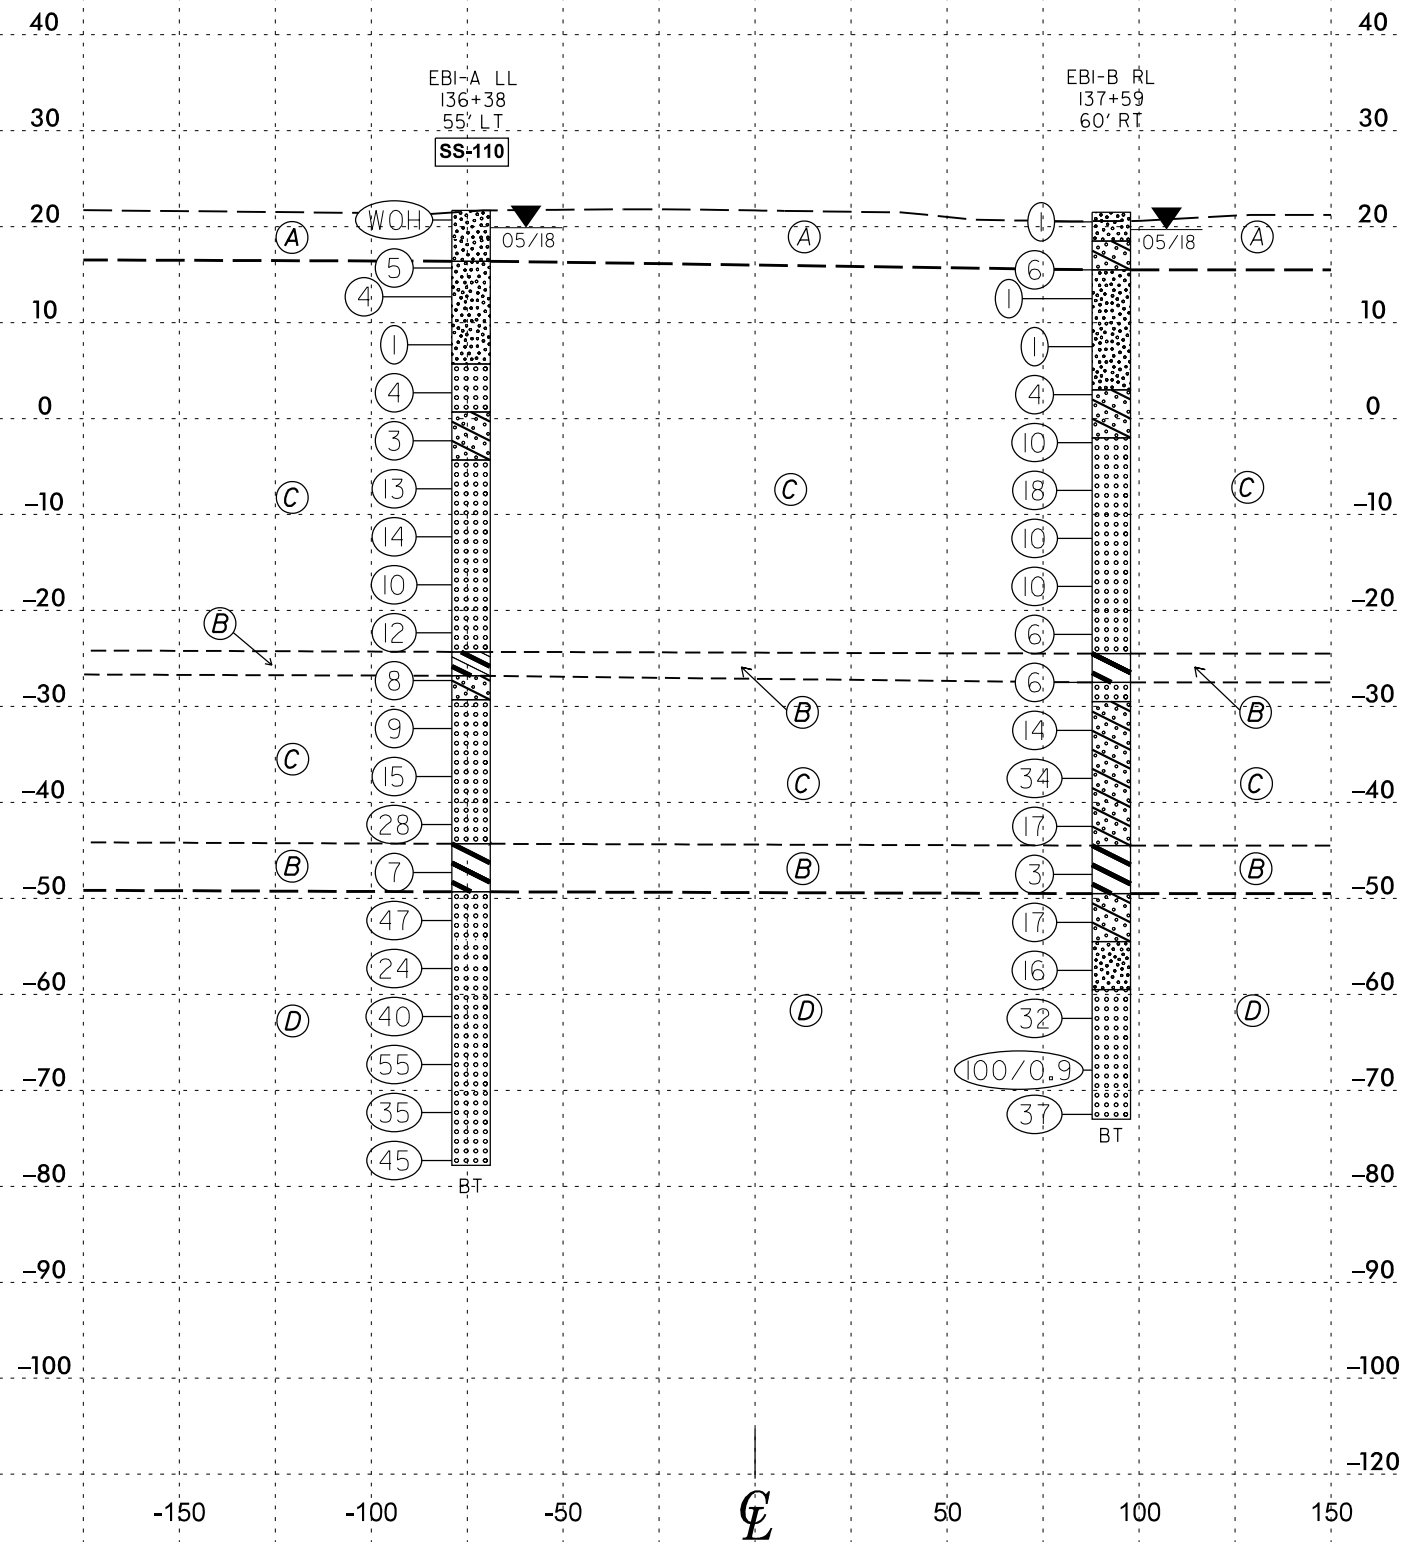 40 40
EB1-A LL EB1-B RL
136+38 137+59
30 55' LT 60' RT 30
SS-110
20 WOH 1 20
A 05/18 A 05/18 A
5 6
4 1
10 10
1 1
4 4
0 0
3 10
13 18
C C C
-10 -10
14 10
10 10
-20 -20
B 12 6
8 6
-30 B B -30
9 14
C 15 C 34 C
-40 -40
28 17
B 7 B 3 B
-50 -50
47 17
24 16
-60 -60
D 40 D 32 D
55 100/0.9
-70 -70
35 37
BT
45
-80 BT -80
-90 -90
-100 -100
-120
-150 -100 -50 CL 50 100 150